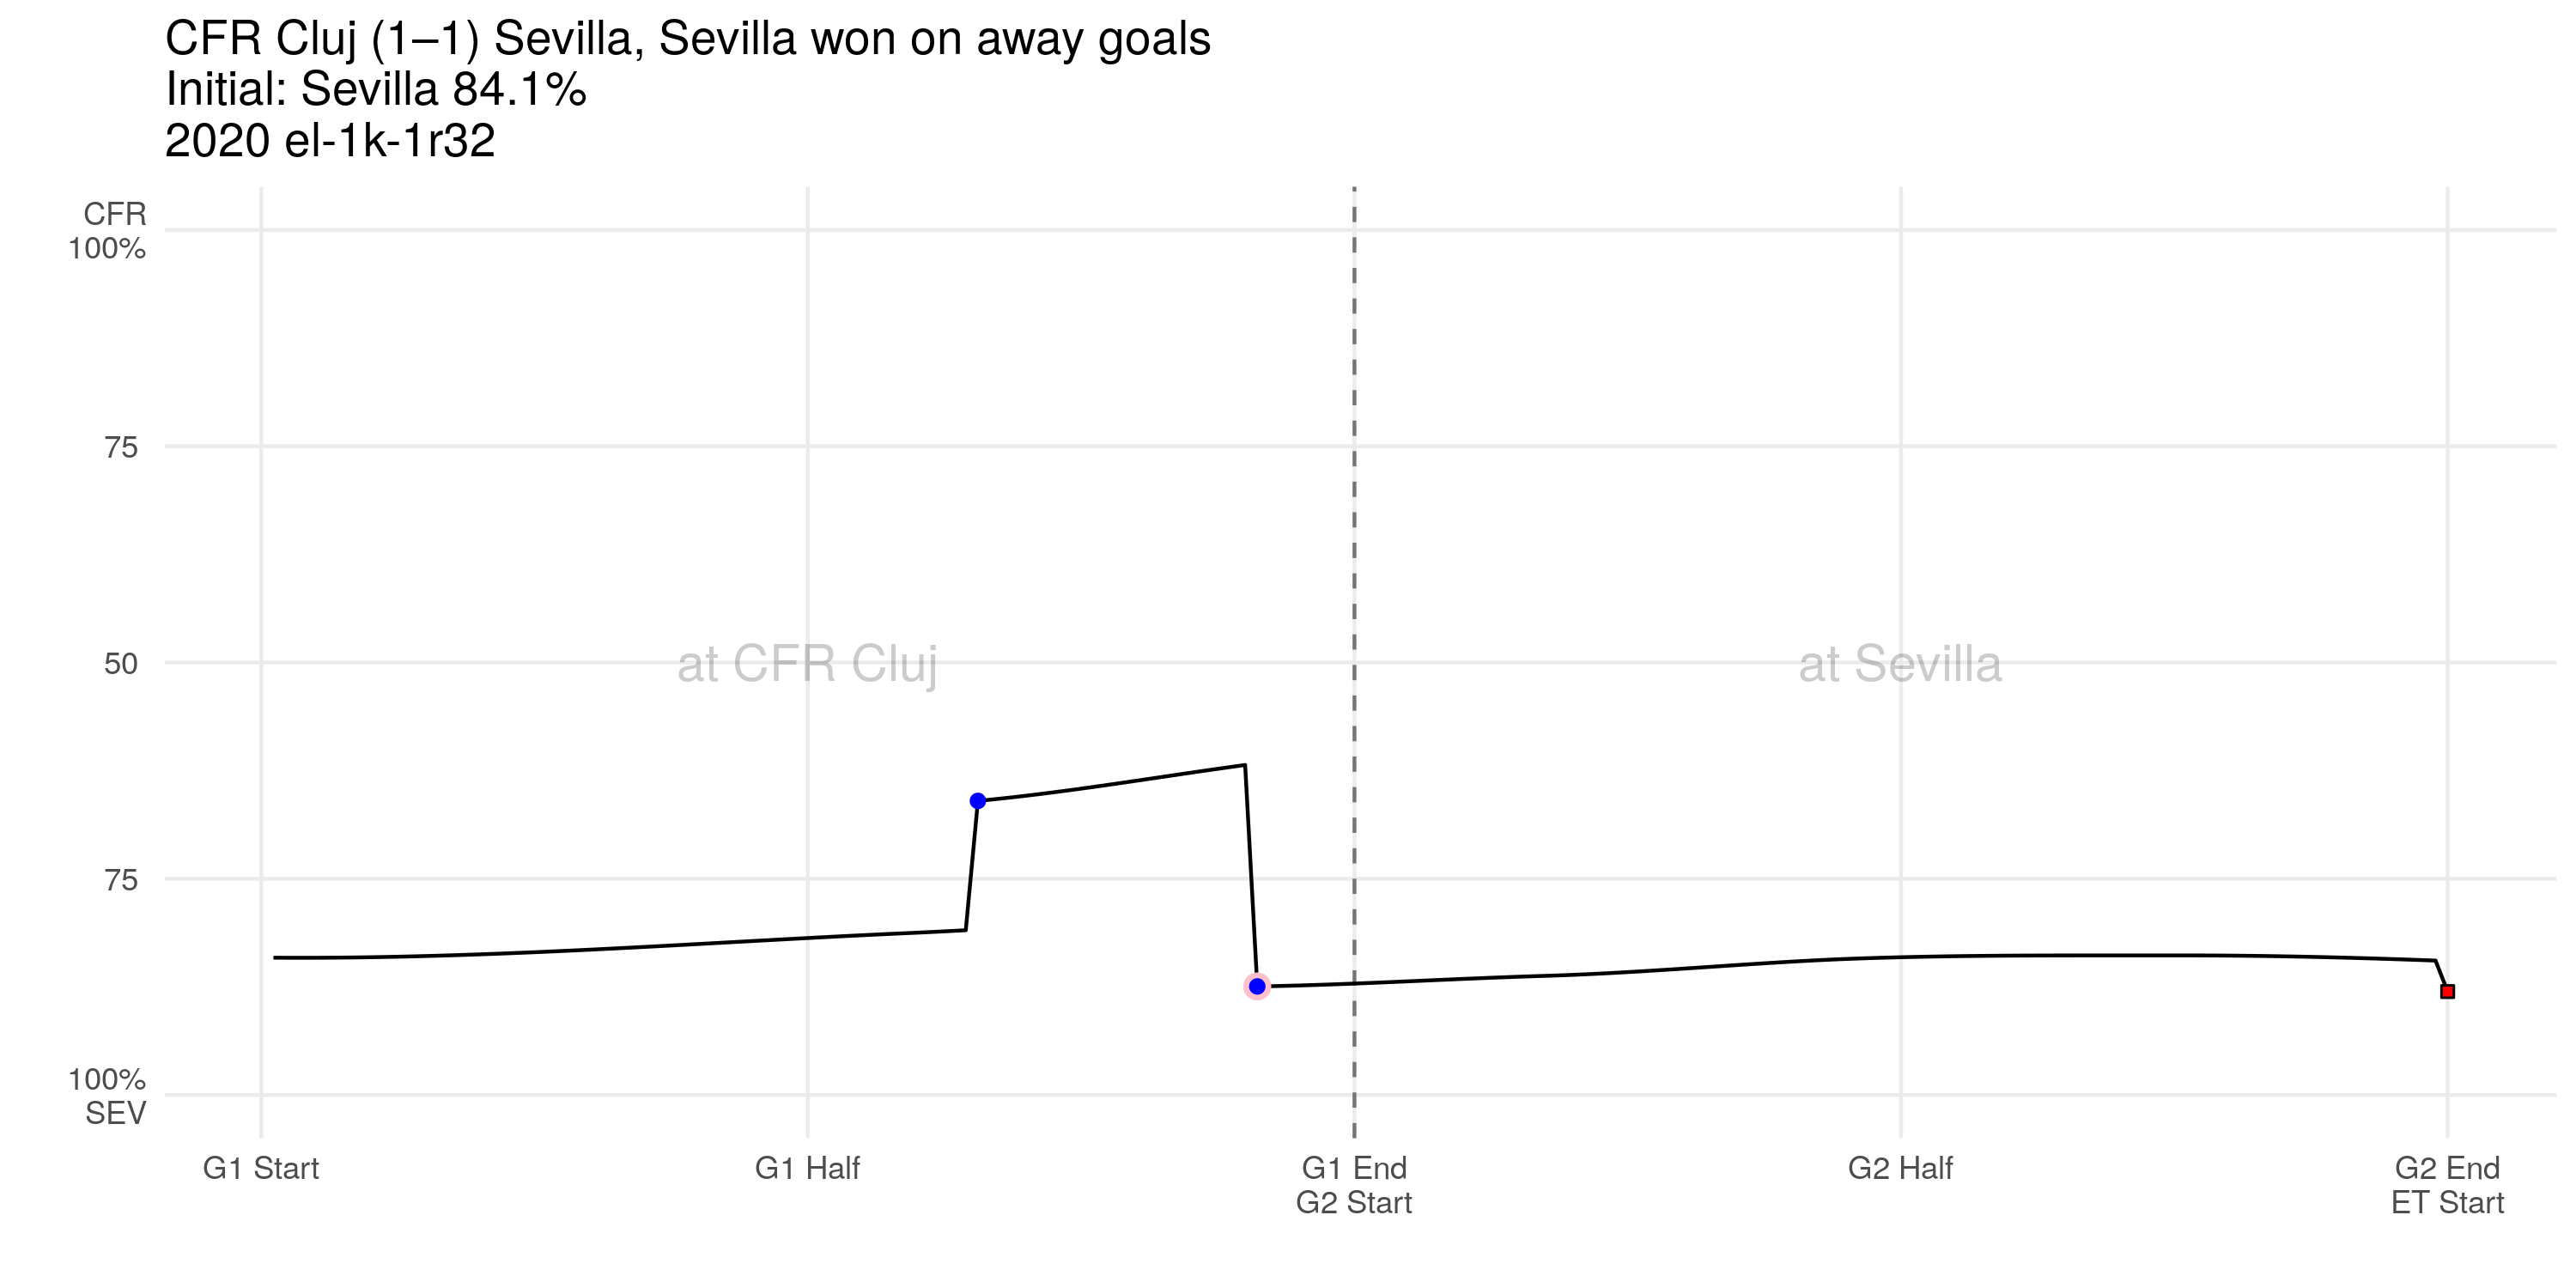 CFR Cluj (1–1) Sevilla, Sevilla won on away goals
Initial: Sevilla 84.1%
2020 el-1k-1r32
CFR
100%
75
50
75
100%
SEV
at CFR Cluj
at Sevilla
G1 Start
G1 Half
G1 End
G2 Start
G2 Half
G2 End
ET Start